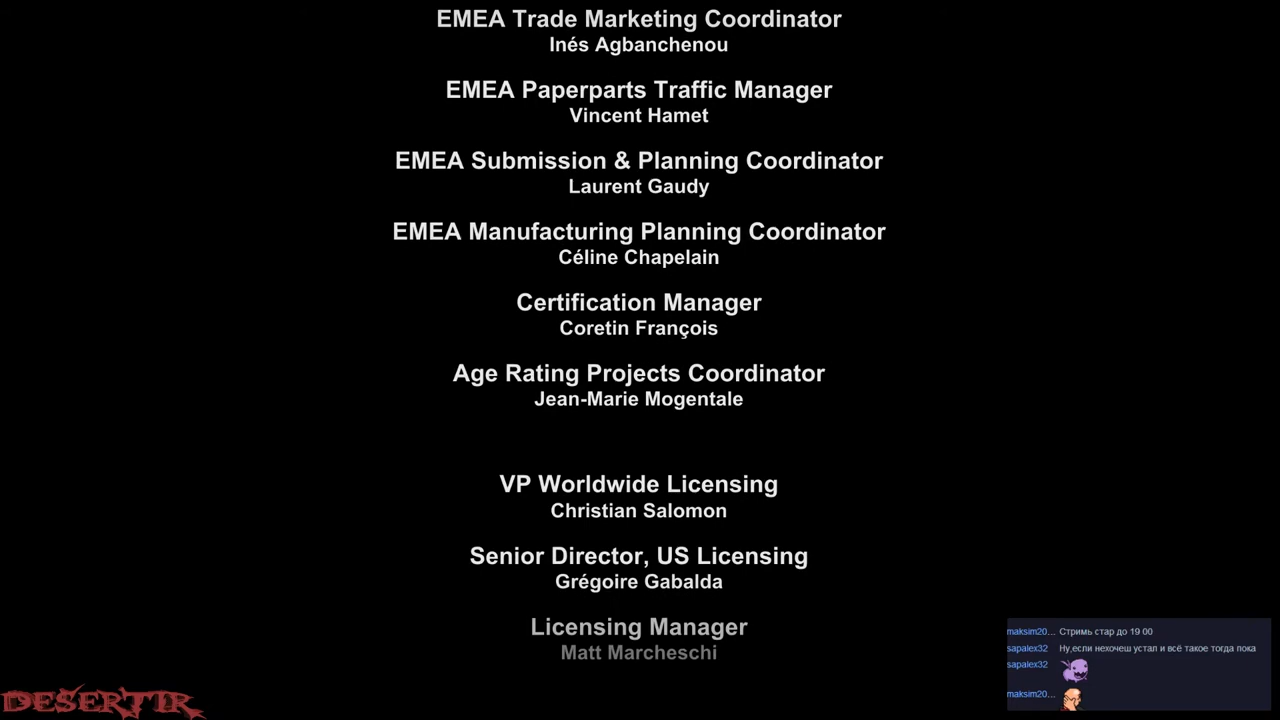 EMEA Trade Marketing Coordinator
Inés Agbanchenou
EMEA Paperparts Traffic Manager
Vincent Hamet
EMEA Submission & Planning Coordinator
Laurent Gaudy
EMEA Manufacturing Planning Coordinator
Céline Chapelain
Certification Manager
Coretin François
Age Rating Projects Coordinator
Jean-Marie Mogentale
VP Worldwide Licensing
Christian Salomon
Senior Director, US Licensing
Grégoire Gabalda
Licensing Manager
Matt Marcheschi
maksim20... Стримь стар до 19 00
sapalex32 Ну,если нехочеш устал и всё такое тогда пока
sapalex32
maksim20...
DESERTIR